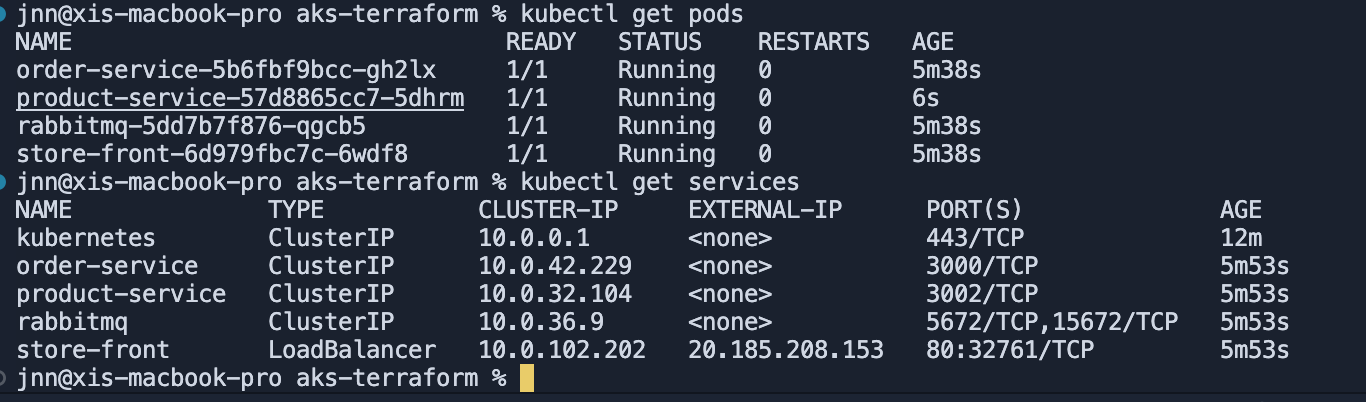 jnn@xis-macbook-pro aks-terraform % kubectl get pods
NAME READY STATUS RESTARTS AGE
order-service-5b6fbf9bcc-gh2lx 1/1 Running 0 5m38s
product-service-57d8865cc7-5dhrm 1/1 Running 0 6s
rabbitmq-5dd7b7f876-qgcb5 1/1 Running 0 5m38s
store-front-6d979fbc7c-6wdf8 1/1 Running 0 5m38s
jnn@xis-macbook-pro aks-terraform % kubectl get services
NAME TYPE CLUSTER-IP EXTERNAL-IP PORT(S) AGE
kubernetes ClusterIP 10.0.0.1 <none> 443/TCP 12m
order-service ClusterIP 10.0.42.229 <none> 3000/TCP 5m53s
product-service ClusterIP 10.0.32.104 <none> 3002/TCP 5m53s
rabbitmq ClusterIP 10.0.36.9 <none> 5672/TCP,15672/TCP 5m53s
store-front LoadBalancer 10.0.102.202 20.185.208.153 80:32761/TCP 5m53s
jnn@xis-macbook-pro aks-terraform %